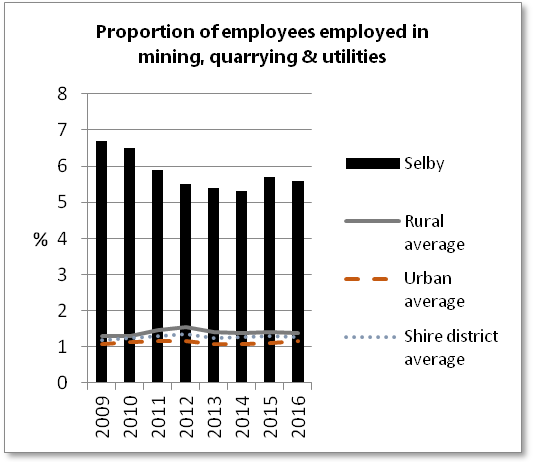 Proportion of employees employed in
mining, quarrying & utilities
8
7
6
5
4
3
2
1
0
%
2009
2010
2011
2012
2013
2014
2015
2016
Selby
Rural
average
Urban
average
Shire district
average